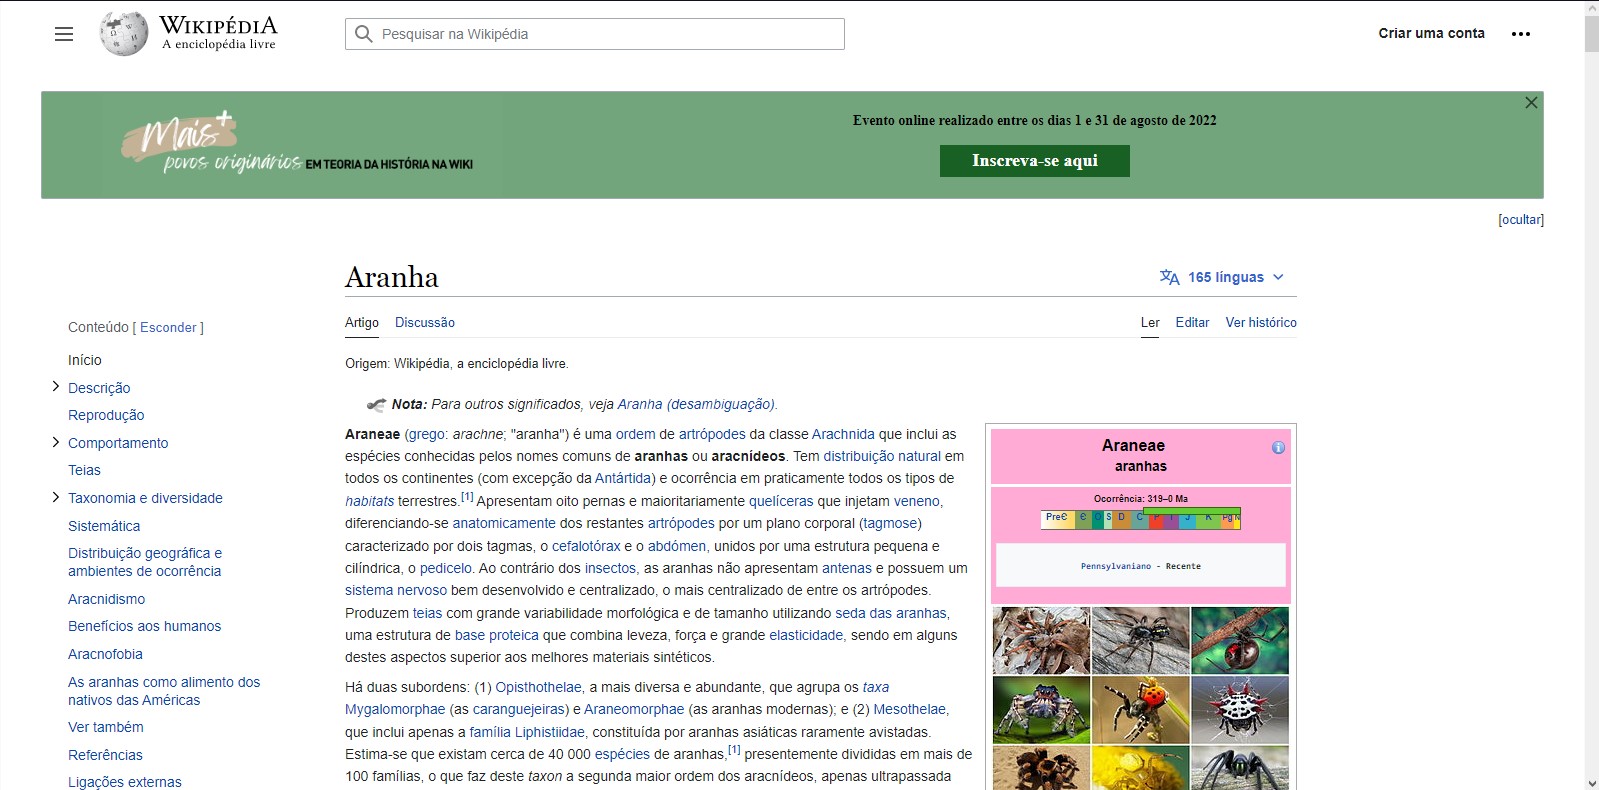 WIKIPÉDIA
A enciclopédia livre
Pesquisar na Wikipédia
Criar uma conta
Mais+
povos originários EM TEORIA DA HISTÓRIA NA WIKI
Evento online realizado entre os dias 1 e 31 de agosto de 2022
Inscreva-se aqui
[ocultar]
Aranha
165 línguas
Artigo Discussão
Ler Editar Ver histórico
Conteúdo [ Esconder ]
Início
Descrição
Reprodução
Comportamento
Teias
Taxonomia e diversidade
Sistemática
Distribuição geográfica e
ambientes de ocorrência
Aracnidismo
Benefícios aos humanos
Aracnofobia
As aranhas como alimento dos
nativos das Américas
Ver também
Referências
Ligações externas
Origem: Wikipédia, a enciclopédia livre.
Nota: Para outros significados, veja Aranha (desambiguação).
Araneae (grego: arachne; "aranha") é uma ordem de artrópodes da classe Arachnida que inclui as
espécies conhecidas pelos nomes comuns de aranhas ou aracnídeos. Tem distribuição natural em
todos os continentes (com excepção da Antártida) e ocorrência em praticamente todos os tipos de
habitats terrestres.[1] Apresentam oito pernas e maioritariamente quelíceras que injetam veneno,
diferenciando-se anatomicamente dos restantes artrópodes por um plano corporal (tagmose)
caracterizado por dois tagmas, o cefalotórax e o abdómen, unidos por uma estrutura pequena e
cilíndrica, o pedicelo. Ao contrário dos insectos, as aranhas não apresentam antenas e possuem um
sistema nervoso bem desenvolvido e centralizado, o mais centralizado de entre os artrópodes.
Produzem teias com grande variabilidade morfológica e de tamanho utilizando seda das aranhas,
uma estrutura de base proteica que combina leveza, força e grande elasticidade, sendo em alguns
destes aspectos superior aos melhores materiais sintéticos.
Há duas subordens: (1) Opisthothelae, a mais diversa e abundante, que agrupa os taxa
Mygalomorphae (as caranguejeiras) e Araneomorphae (as aranhas modernas); e (2) Mesothelae,
que inclui apenas a família Liphistiidae, constituída por aranhas asiáticas raramente avistadas.
Estima-se que existam cerca de 40 000 espécies de aranhas,[1] presentemente divididas em mais de
100 famílias, o que faz deste taxon a segunda maior ordem dos aracnídeos, apenas ultrapassada
Araneae
aranhas
Ocorrência: 319–0 Ma
PreЄ Є O S D C P T J K Pg N
Pennsylvaniano - Recente